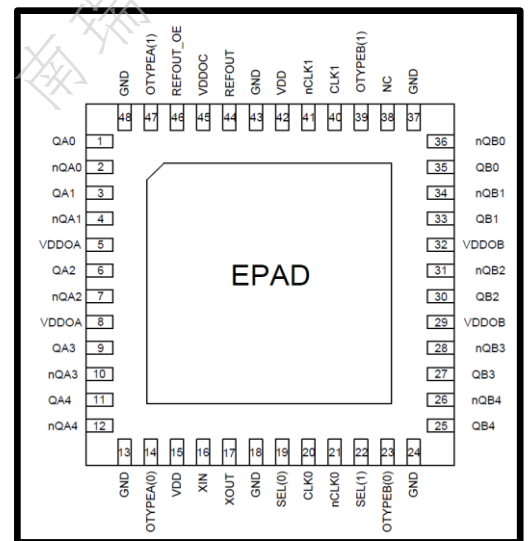 南瑞
GND OTYPEA(1) REFOUT_OE VDDOC REFOUT GND VDD nCLK1 CLK1 OTYPEB(1) NC GND
48 47 46 45 44 43 42 41 40 39 38 37
QA0 1 36 nQB0
nQA0 2 35 QB0
QA1 3 34 nQB1
nQA1 4 33 QB1
VDDOA 5 32 VDDOB
QA2 6 31 nQB2
EPAD
nQA2 7 30 QB2
VDDOA 8 29 VDDOB
QA3 9 28 nQB3
nQA3 10 27 QB3
QA4 11 26 nQB4
nQA4 12 25 QB4
13 14 15 16 17 18 19 20 21 22 23 24
GND OTYPEA(0) VDD XIN XOUT GND SEL(0) CLK0 nCLK0 SEL(1) OTYPEB(0) GND